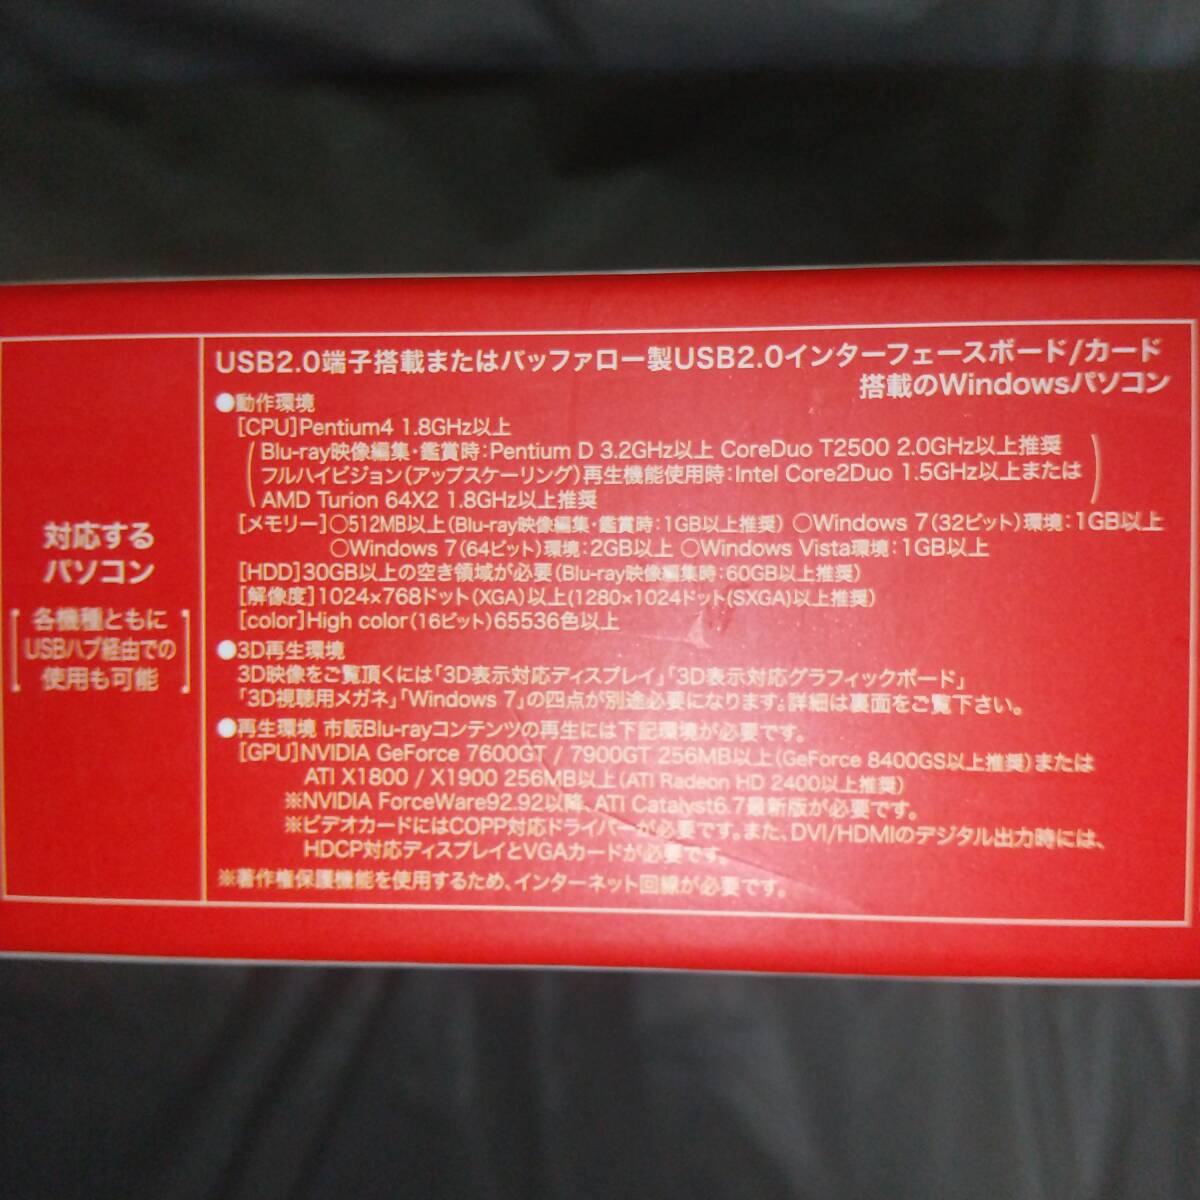 対応する
パソコン
各機種ともに
USBハブ経由での
使用も可能
USB2.0端子搭載またはバッファロー製USB2.0インターフェースボード/カード
搭載のWindowsパソコン
●動作環境
[CPU]Pentium4 1.8GHz以上
Blu-ray映像編集・鑑賞時:Pentium D 3.2GHz以上 CoreDuo T2500 2.0GHz以上推奨
フルハイビジョン(アップスケーリング)再生機能使用時:Intel Core2Duo 1.5GHz以上または
AMD Turion 64X2 1.8GHz以上推奨
[メモリー]○512MB以上(Blu-ray映像編集・鑑賞時:1GB以上推奨) ○Windows 7(32ビット)環境:1GB以上
○Windows 7(64ビット)環境:2GB以上 ○Windows Vista環境:1GB以上
[HDD]30GB以上の空き領域が必要(Blu-ray映像編集時:60GB以上推奨)
[解像度]1024×768ドット(XGA)以上(1280×1024ドット(SXGA)以上推奨)
[color]High color(16ビット)65536色以上
●3D再生環境
3D映像をご覧頂くには「3D表示対応ディスプレイ」「3D表示対応グラフィックボード」
「3D視聴用メガネ」「Windows 7」の四点が別途必要になります。詳細は裏面をご覧下さい。
●再生環境 市販Blu-rayコンテンツの再生には下記環境が必要です。
[GPU]NVIDIA GeForce 7600GT / 7900GT 256MB以上(GeForce 8400GS以上推奨)または
ATI X1800 / X1900 256MB以上(ATI Radeon HD 2400以上推奨)
※NVIDIA ForceWare92.92以降、ATI Catalyst6.7最新版が必要です。
※ビデオカードにはCOPP対応ドライバーが必要です。また、DVI/HDMIのデジタル出力時には、
HDCP対応ディスプレイとVGAカードが必要です。
※著作権保護機能を使用するため、インターネット回線が必要です。